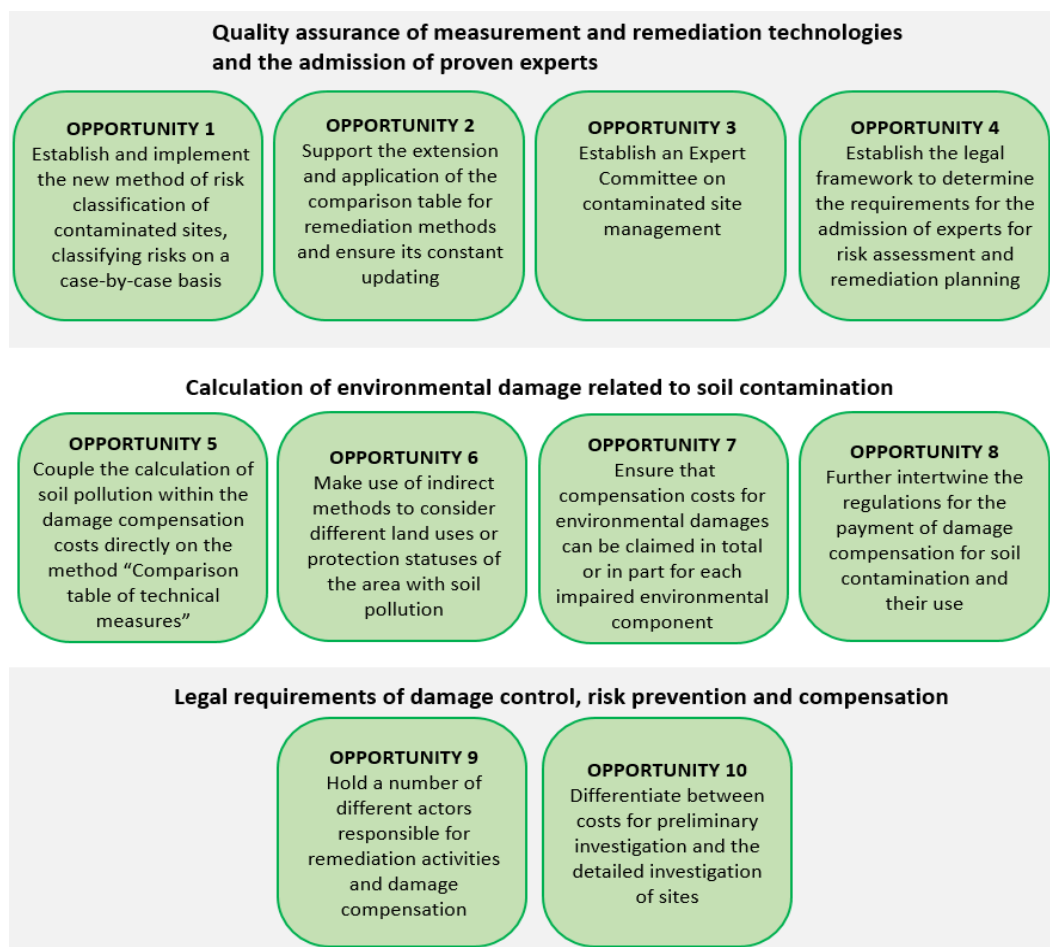 Quality assurance of measurement and remediation technologies
and the admission of proven experts
OPPORTUNITY 1
Establish and implement
the new method of risk
classification of
contaminated sites,
classifying risks on a
case-by-case basis
OPPORTUNITY 2
Support the extension
and application of the
comparison table for
remediation methods
and ensure its constant
updating
OPPORTUNITY 3
Establish an Expert
Committee on
contaminated site
management
OPPORTUNITY 4
Establish the legal
framework to determine
the requirements for the
admission of experts for
risk assessment and
remediation planning
Calculation of environmental damage related to soil contamination
OPPORTUNITY 5
Couple the calculation of
soil pollution within the
damage compensation
costs directly on the
method “Comparison
table of technical
measures”
OPPORTUNITY 6
Make use of indirect
methods to consider
different land uses or
protection statuses of
the area with soil
pollution
OPPORTUNITY 7
Ensure that
compensation costs for
environmental damages
can be claimed in total
or in part for each
impaired environmental
component
OPPORTUNITY 8
Further intertwine the
regulations for the
payment of damage
compensation for soil
contamination and
their use
Legal requirements of damage control, risk prevention and compensation
OPPORTUNITY 9
Hold a number of
different actors
responsible for
remediation activities
and damage
compensation
OPPORTUNITY 10
Differentiate between
costs for preliminary
investigation and the
detailed investigation
of sites